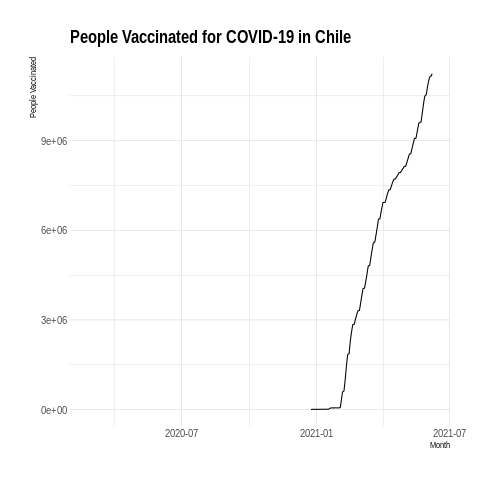 People Vaccinated for COVID-19 in Chile
People Vaccinated
9e+06
6e+06
3e+06
0e+00
2020-07
2021-01
2021-07
Month